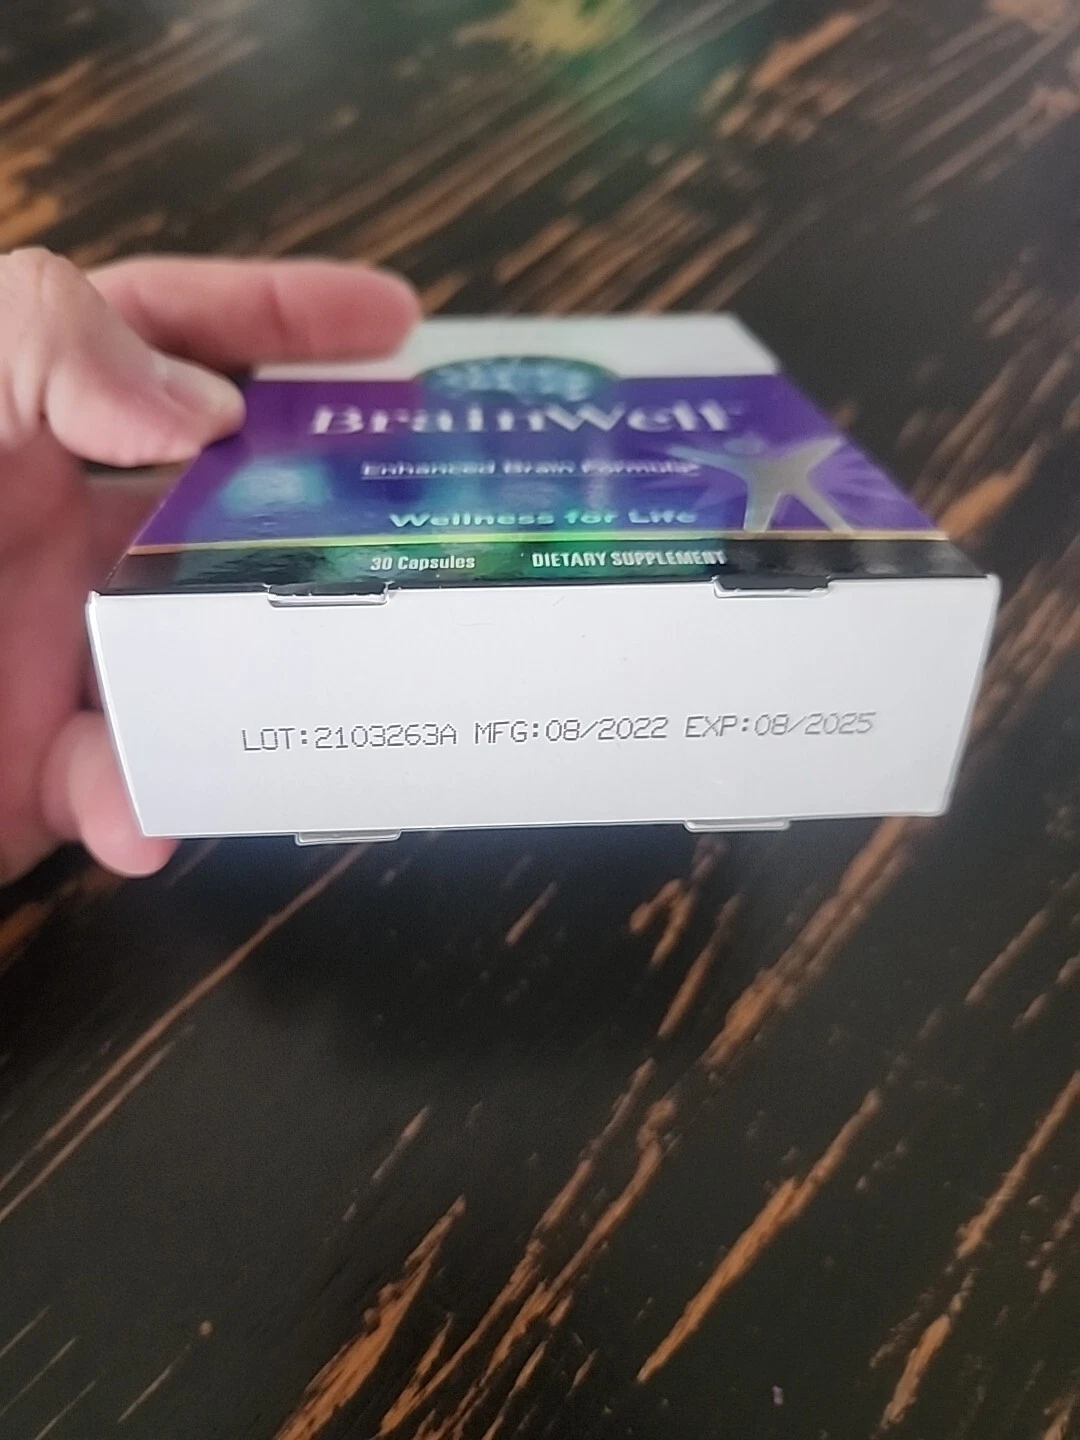 BrainWell
Enhanced Brain Formula*
Wellness for Life
30 Capsules DIETARY SUPPLEMENT
LOT:2103263A MFG:08/2022 EXP:08/2025